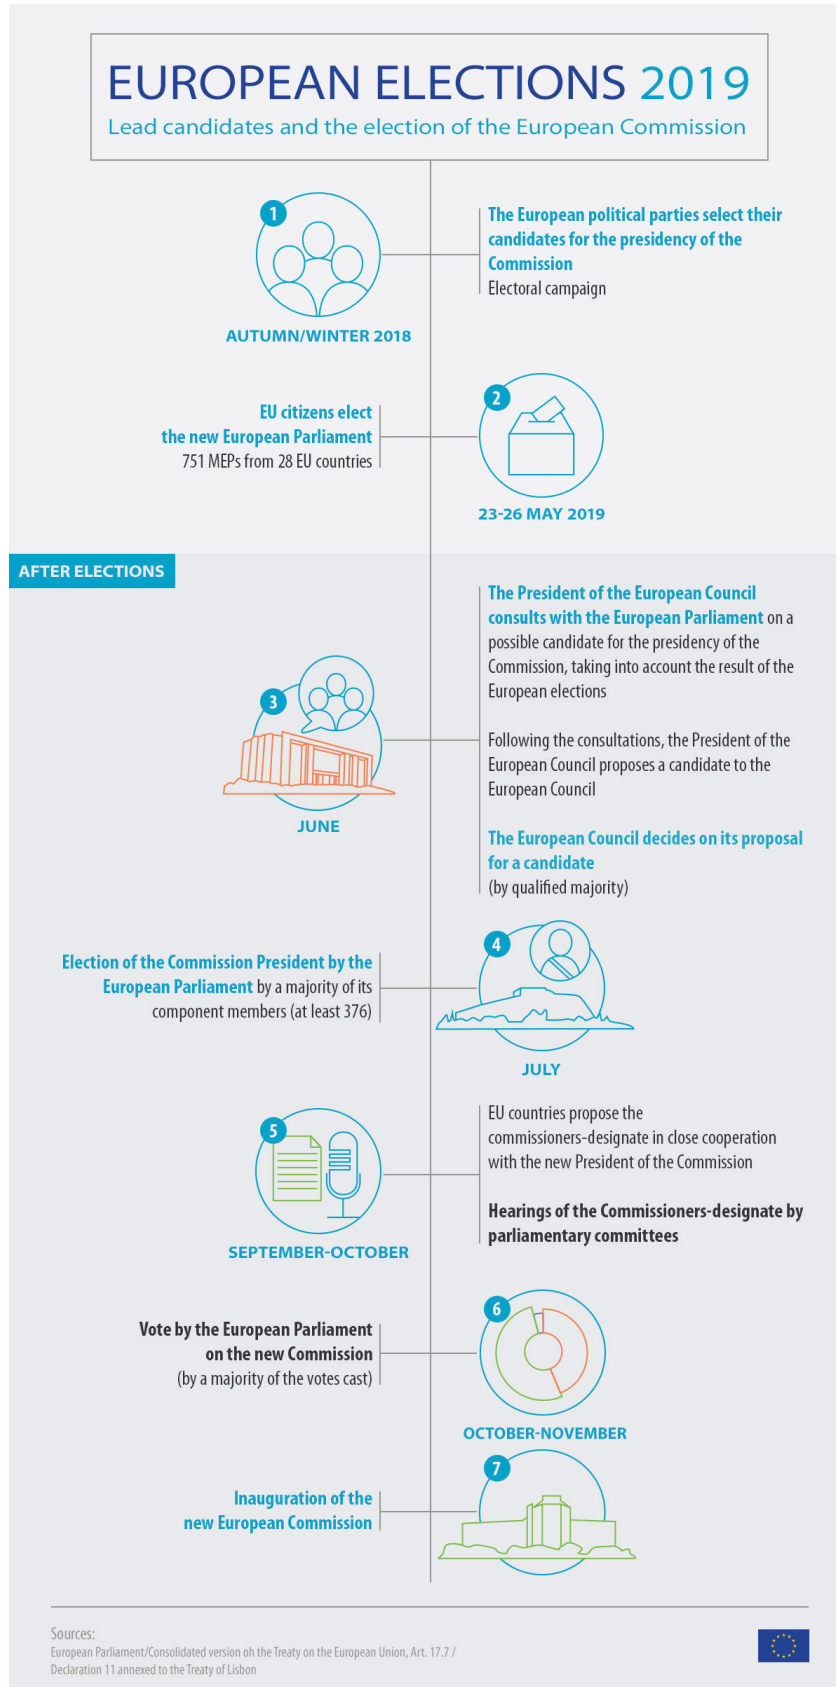 EUROPEAN ELECTIONS 2019
Lead candidates and the election of the European Commission
1
AUTUMN/WINTER 2018
The European political parties select their
candidates for the presidency of the
Commission
Electoral campaign
EU citizens elect
the new European Parliament
751 MEPs from 28 EU countries
2
23-26 MAY 2019
AFTER ELECTIONS
3
JUNE
The President of the European Council
consults with the European Parliament on a
possible candidate for the presidency of the
Commission, taking into account the result of the
European elections
Following the consultations, the President of the
European Council proposes a candidate to the
European Council
The European Council decides on its proposal
for a candidate
(by qualified majority)
Election of the Commission President by the
European Parliament by a majority of its
component members (at least 376)
4
JULY
5
SEPTEMBER-OCTOBER
EU countries propose the
commissioners-designate in close cooperation
with the new President of the Commission
Hearings of the Commissioners-designate by
parliamentary committees
Vote by the European Parliament
on the new Commission
(by a majority of the votes cast)
6
OCTOBER-NOVEMBER
Inauguration of the
new European Commission
7
Sources:
European Parliament/Consolidated version oh the Treaty on the European Union, Art. 17.7 /
Declaration 11 annexed to the Treaty of Lisbon